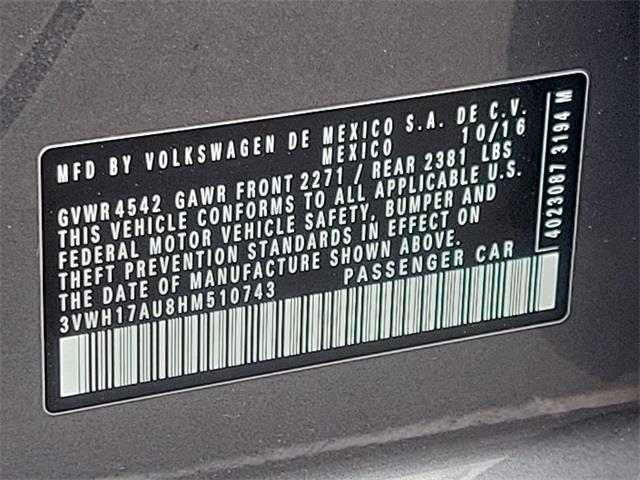 MFD BY VOLKSWAGEN DE MEXICO S.A. DE C.V.
MEXICO 10/16
GVWR 4542 GAWR FRONT 2271 / REAR 2381 LBS
THIS VEHICLE CONFORMS TO ALL APPLICABLE U.S.
FEDERAL MOTOR VEHICLE SAFETY, BUMPER AND
THEFT PREVENTION STANDARDS IN EFFECT ON
THE DATE OF MANUFACTURE SHOWN ABOVE.
3VWH17AU8HM510743 PASSENGER CAR
4023087 3194 M